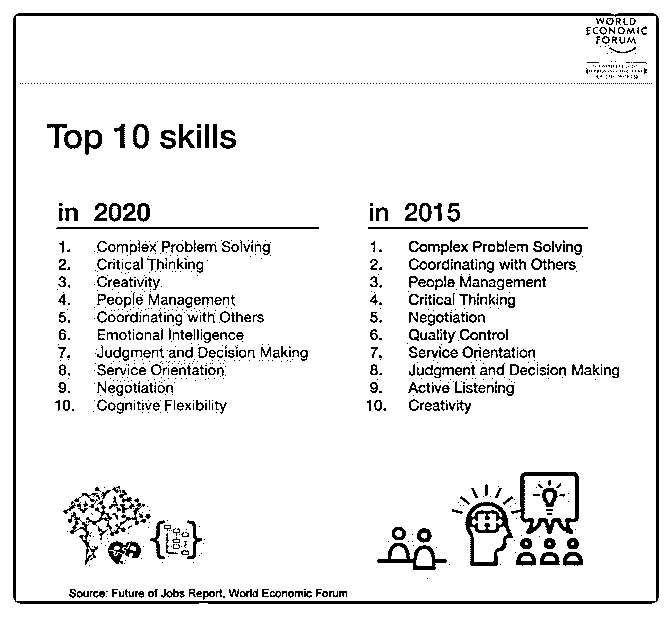 WORLD
ECONOMIC
FORUM
Top 10 skills
in 2020
1. Complex Problem Solving
2. Critical Thinking
3. Creativity
4. People Management
5. Coordinating with Others
6. Emotional Intelligence
7. Judgment and Decision Making
8. Service Orientation
9. Negotiation
10. Cognitive Flexibility
in 2015
1. Complex Problem Solving
2. Coordinating with Others
3. People Management
4. Critical Thinking
5. Negotiation
6. Quality Control
7. Service Orientation
8. Judgment and Decision Making
9. Active Listening
10. Creativity
Source: Future of Jobs Report, World Economic Forum